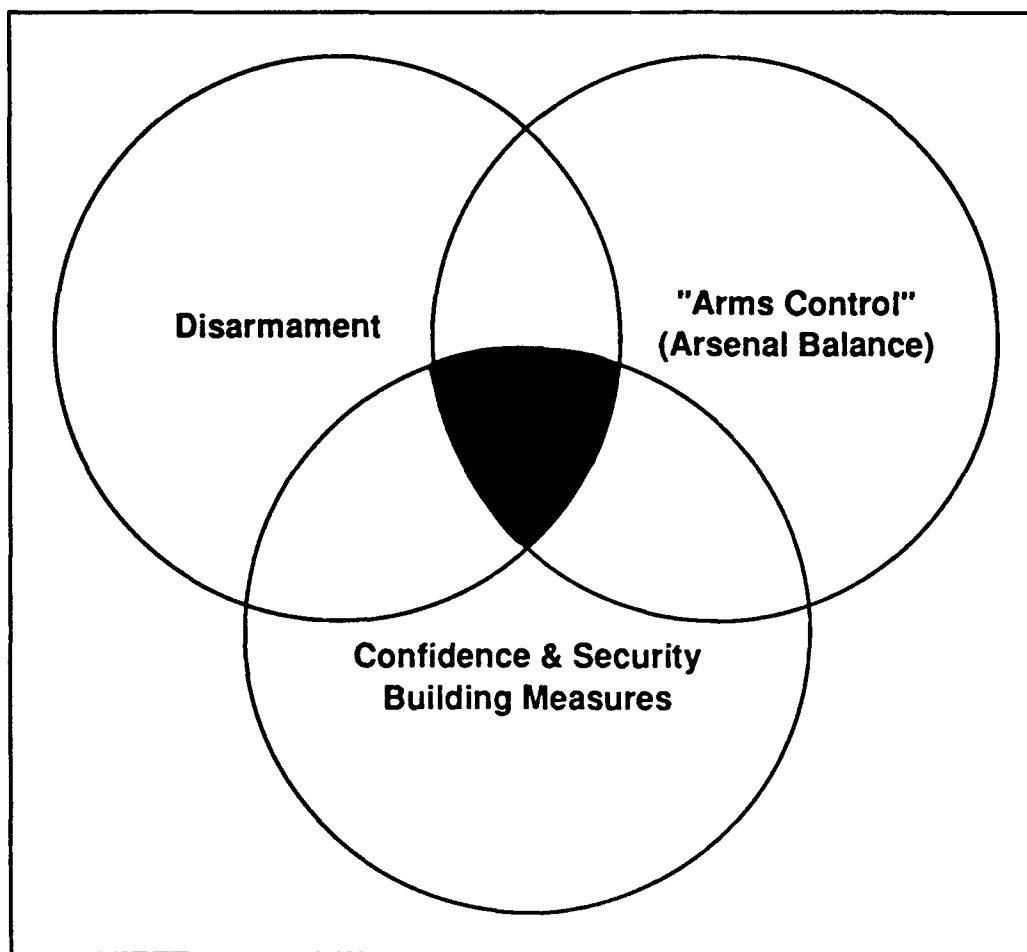 Disarmament
"Arms Control"
(Arsenal Balance)
Confidence & Security
Building Measures